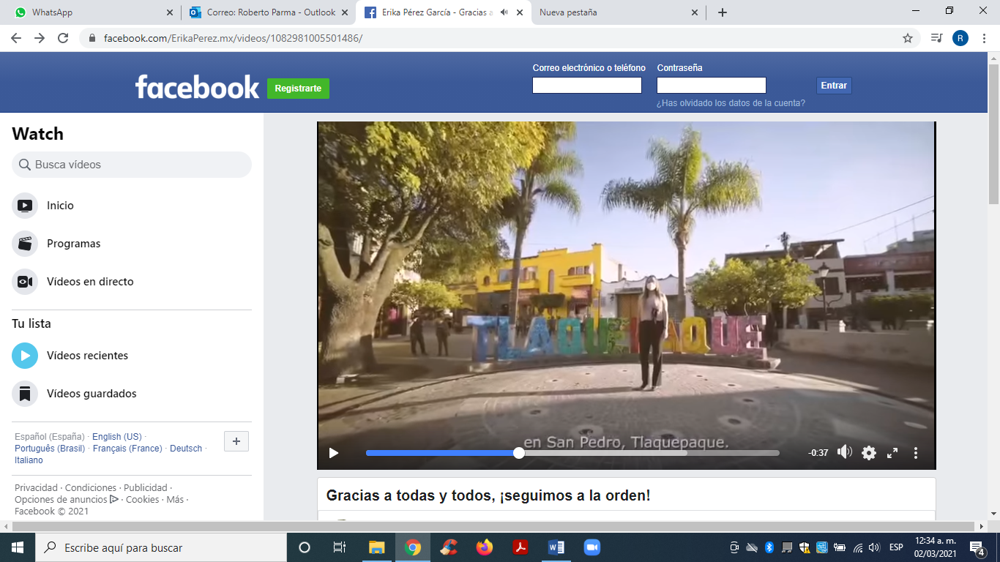 WhatsApp
Correo: Roberto Parma - Outlook
Erika Pérez García - Gracias a
Nueva pestaña
facebook.com/ErikaPerez.mx/videos/1082981005501486/
R
facebook
Registrarte
Correo electrónico o teléfono
Contraseña
Entrar
¿Has olvidado los datos de la cuenta?
Watch
Busca vídeos
Inicio
Programas
Vídeos en directo
Tu lista
Vídeos recientes
Vídeos guardados
Español (España) · English (US) ·
Português (Brasil) · Français (France) · Deutsch ·
Italiano
Privacidad · Condiciones · Publicidad ·
Opciones de anuncios · Cookies · Más ·
Facebook © 2021
TLAQUEPAQUE
en San Pedro, Tlaquepaque.
-0:37
Gracias a todas y todos, ¡seguimos a la orden!
Escribe aquí para buscar
ESP
12:34 a. m.
02/03/2021
4